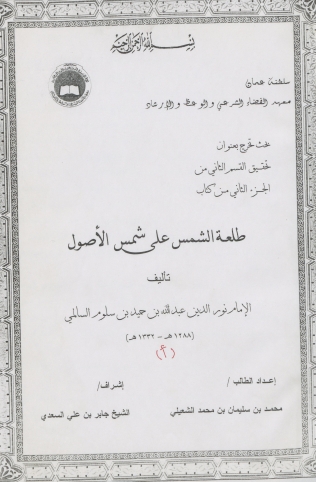 بسم الله الرحمن الرحيم
سلطنة عمان
معهد القضاء الشرعي والوعظ والإرشاد
بحث تخرج بعنوان
تحقيق القسم الثاني من
الجزء الثاني من كتاب
طلعة الشمس على شمس الأصول
تأليف
الإمام نور الدين عبدالله بن حميد بن سلوم السالمي
(١٢٨٨هـ - ١٣٣٢هـ)
(أ)
إعداد الطالب / إشراف/
محمد بن سليمان بن محمد الشعيلي الشيخ جابر بن علي السعدي